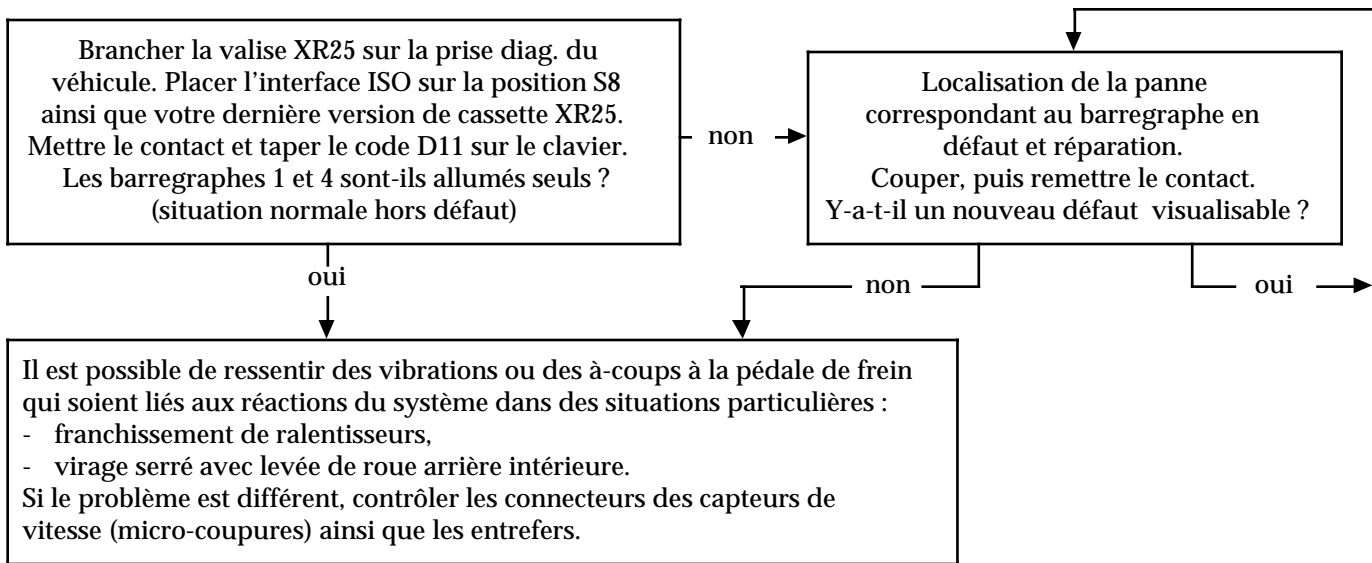 Brancher la valise XR25 sur la prise diag. du
véhicule. Placer l'interface ISO sur la position S8
ainsi que votre dernière version de cassette XR25.
Mettre le contact et taper le code D11 sur le clavier.
Les barregraphes 1 et 4 sont-ils allumés seuls ?
(situation normale hors défaut)
non
Localisation de la panne
correspondant au barregraphe en
défaut et réparation.
Couper, puis remettre le contact.
Y-a-t-il un nouveau défaut visualisable ?
oui
non
oui
Il est possible de ressentir des vibrations ou des à-coups à la pédale de frein
qui soient liés aux réactions du système dans des situations particulières :
- franchissement de ralentisseurs,
- virage serré avec levée de roue arrière intérieure.
Si le problème est différent, contrôler les connecteurs des capteurs de
vitesse (micro-coupures) ainsi que les entrefers.